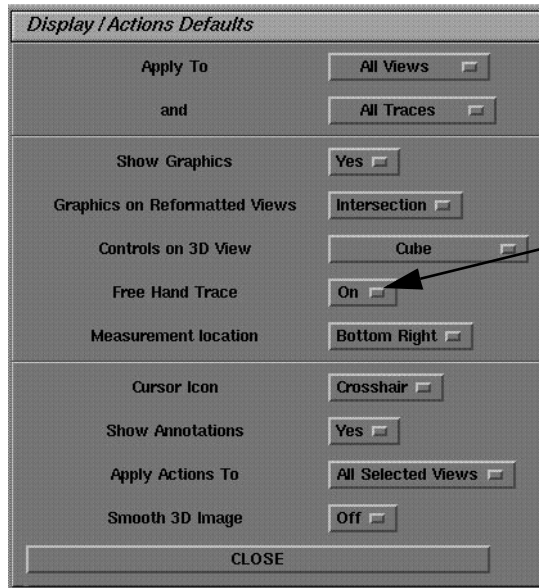 Display / Actions Defaults
Apply To All Views
and All Traces
Show Graphics Yes
Graphics on Reformatted Views Intersection
Controls on 3D View Cube
Free Hand Trace On
Measurement location Bottom Right
Cursor Icon Crosshair
Show Annotations Yes
Apply Actions To All Selected Views
Smooth 3D Image Off
CLOSE